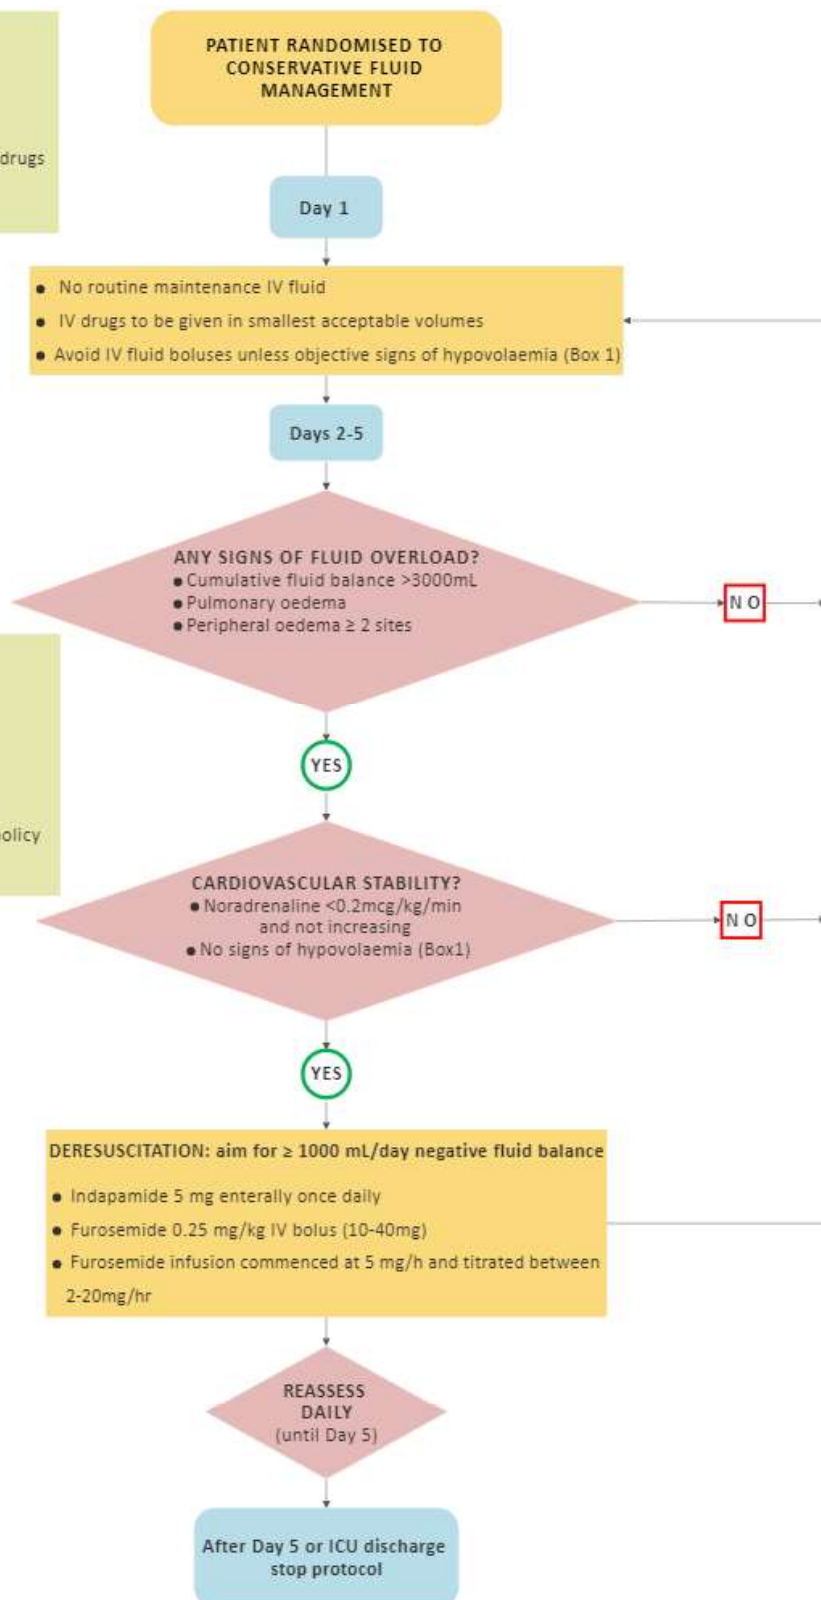 PATIENT RANDOMISED TO
CONSERVATIVE FLUID
MANAGEMENT
drugs
Day 1
● No routine maintenance IV fluid
● IV drugs to be given in smallest acceptable volumes
● Avoid IV fluid boluses unless objective signs of hypovolaemia (Box 1)
Days 2-5
ANY SIGNS OF FLUID OVERLOAD?
● Cumulative fluid balance >3000mL
● Pulmonary oedema
● Peripheral oedema ≥ 2 sites
NO
YES
policy
CARDIOVASCULAR STABILITY?
● Noradrenaline <0.2mcg/kg/min
and not increasing
● No signs of hypovolaemia (Box1)
NO
YES
DERESUSCITATION: aim for ≥ 1000 mL/day negative fluid balance
● Indapamide 5 mg enterally once daily
● Furosemide 0.25 mg/kg IV bolus (10-40mg)
● Furosemide infusion commenced at 5 mg/h and titrated between
2-20mg/hr
REASSESS
DAILY
(until Day 5)
After Day 5 or ICU discharge
stop protocol